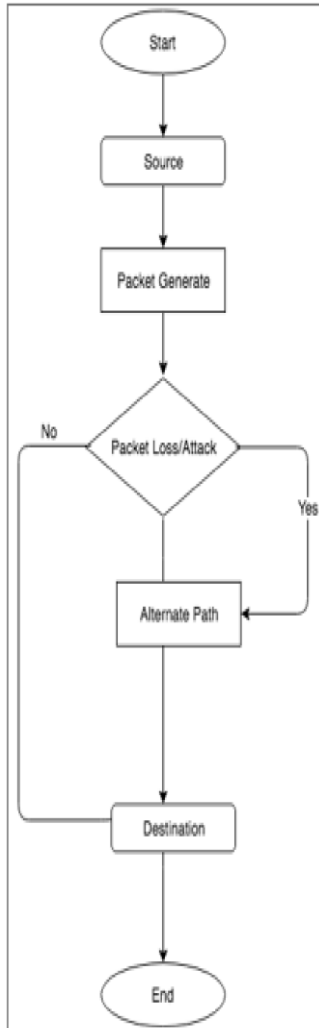 Start
Source
Packet Generate
No
Packet Loss/Attack
Yes
Alternate Path
Destination
End